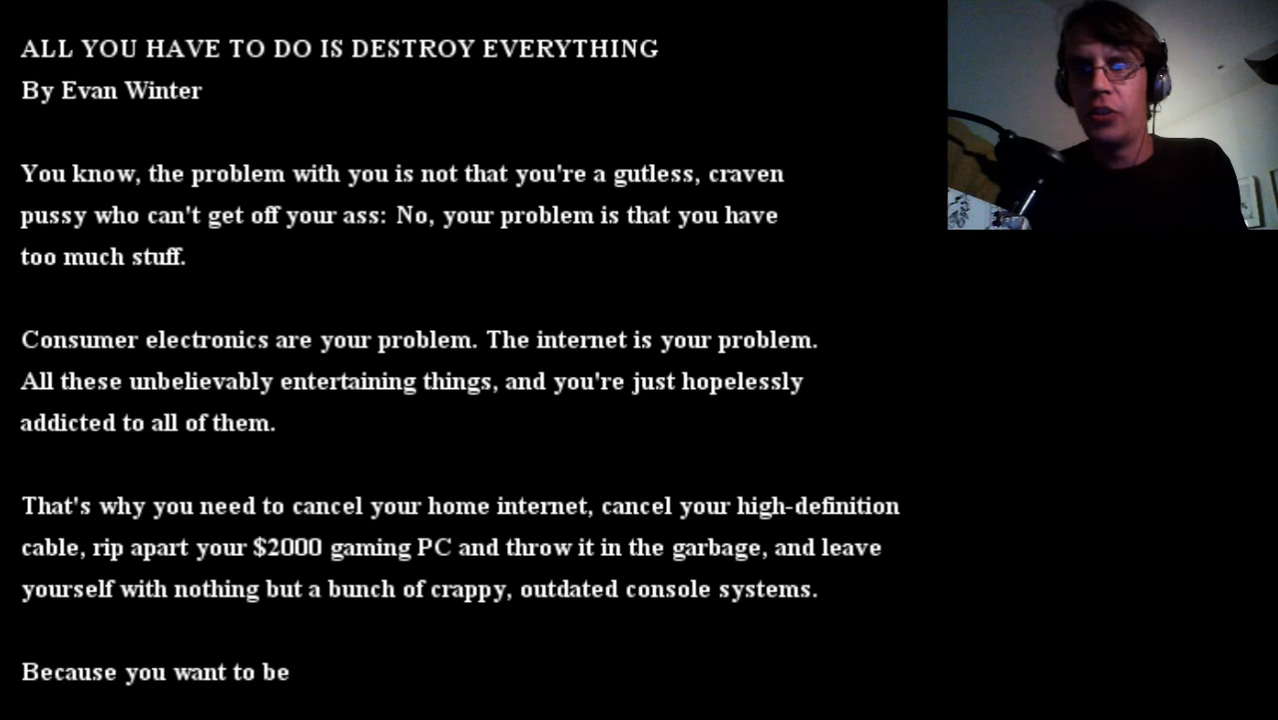 ALL YOU HAVE TO DO IS DESTROY EVERYTHING
By Evan Winter
You know, the problem with you is not that you're a gutless, craven
pussy who can't get off your ass: No, your problem is that you have
too much stuff.
Consumer electronics are your problem. The internet is your problem.
All these unbelievably entertaining things, and you're just hopelessly
addicted to all of them.
That's why you need to cancel your home internet, cancel your high-definition
cable, rip apart your $2000 gaming PC and throw it in the garbage, and leave
yourself with nothing but a bunch of crappy, outdated console systems.
Because you want to be